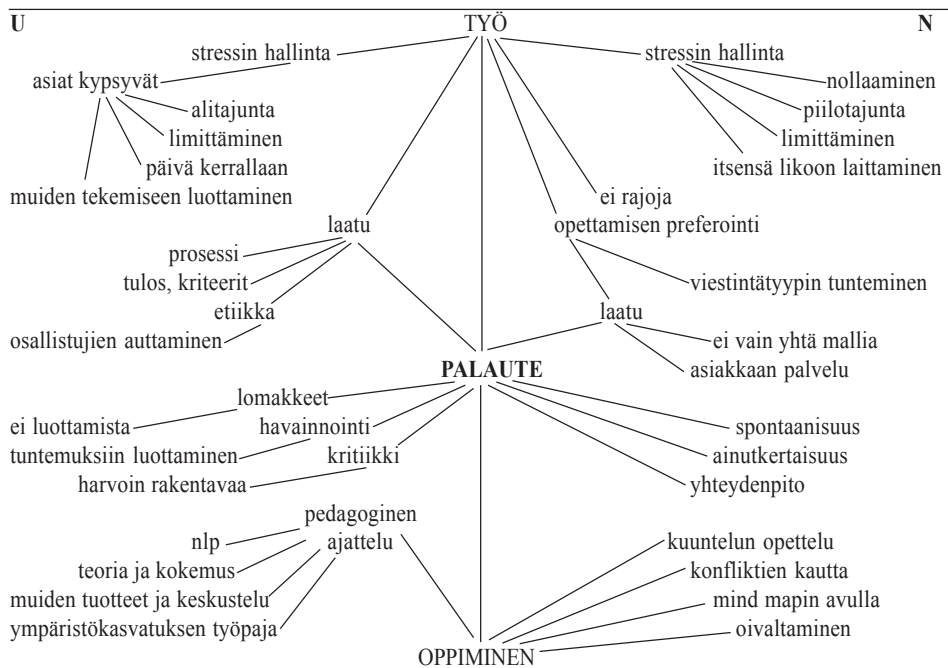 U TYÖ N
stressin hallinta stressin hallinta
asiat kypsyvät nollaaminen
alitajunta piilotajunta
limittäminen limittäminen
päivä kerrallaan itsensä likoon laittaminen
muiden tekemiseen luottaminen ei rajoja
laatu opettamisen preferointi
prosessi
tulos, kriteerit viestintätyypin tunteminen
etiikka laatu
osallistujien auttaminen ei vain yhtä mallia
PALAUTE asiakkaan palvelu
lomakkeet
ei luottamista havainnointi spontaanisuus
tuntemuksiin luottaminen kritiikki ainutkertaisuus
harvoin rakentavaa yhteydenpito
pedagoginen
nlp ajattelu kuuntelun opettelu
teoria ja kokemus konfliktien kautta
muiden tuotteet ja keskustelu mind mapin avulla
ympäristökasvatuksen työpaja oivaltaminen
OPPIMINEN